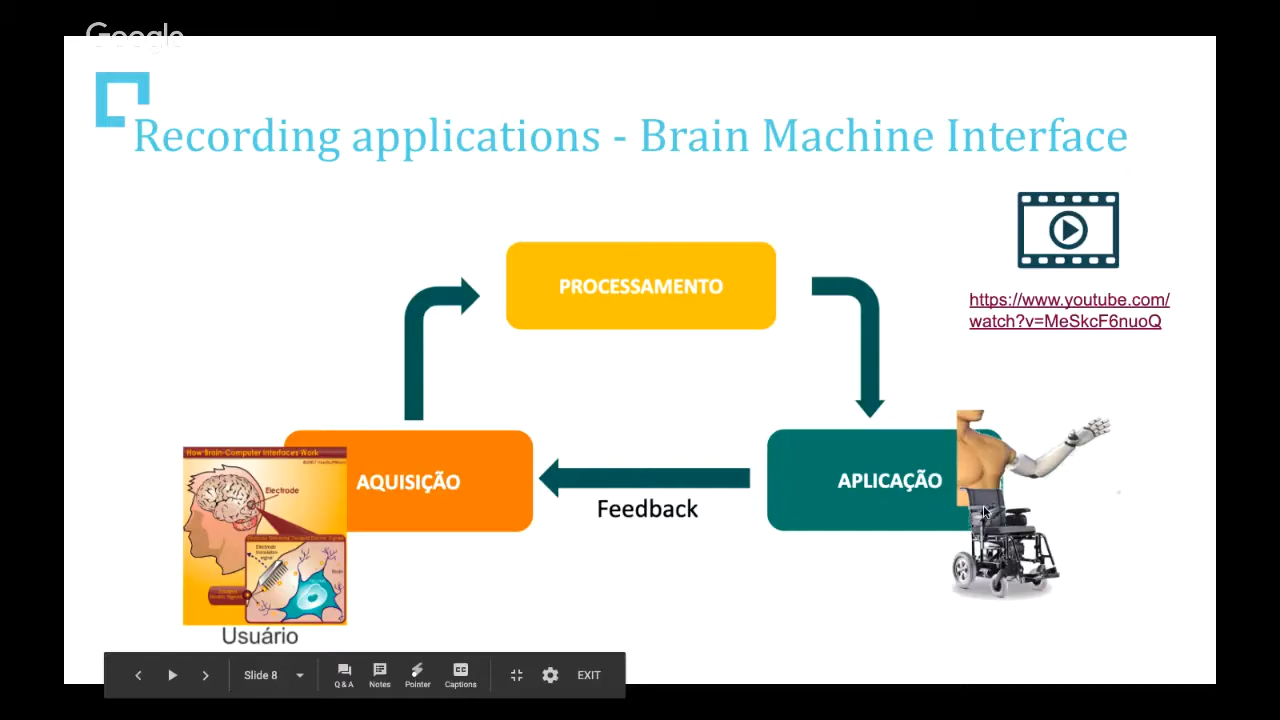 Google
Recording applications - Brain Machine Interface
PROCESSAMENTO
https://www.youtube.com/
watch?v=MeSkcF6nuoQ
How Brain-Computer Interfaces Work
Electrode
AQUISIÇÃO
Feedback
APLICAÇÃO
Usuário
Slide 8
Q & A
Notes
Pointer
CC
Captions
EXIT